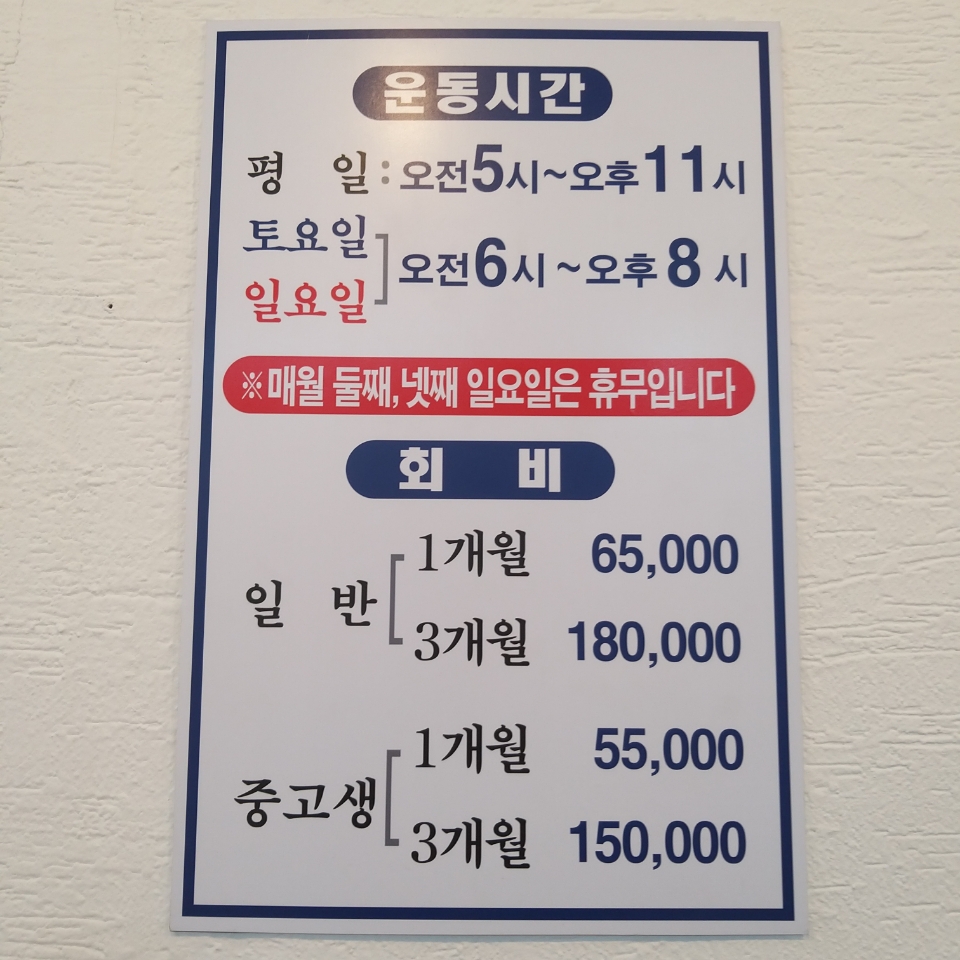 운동시간
평 일 : 오전5시~오후11시
토요일
일요일
오전6시 ~오후 8 시
※매월 둘째,넷째 일요일은 휴무입니다
회 비
일 반
1개월 65,000
3개월 180,000
중고생
1개월 55,000
3개월 150,000